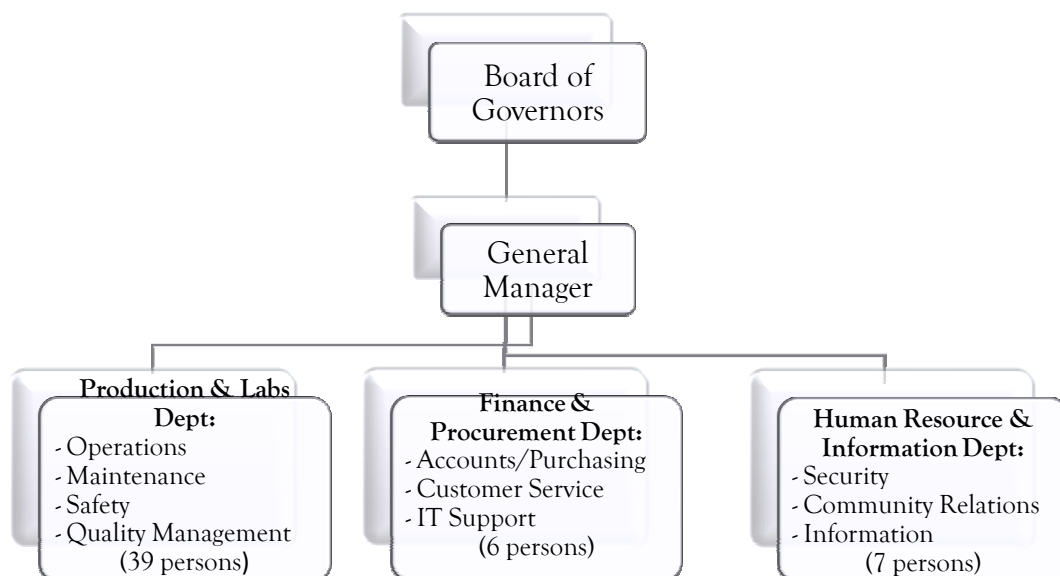 Board of
Governors
General
Manager
Production & Labs
Dept:
- Operations
- Maintenance
- Safety
- Quality Management
(39 persons)
Finance &
Procurement Dept:
- Accounts/Purchasing
- Customer Service
- IT Support
(6 persons)
Human Resource &
Information Dept:
- Security
- Community Relations
- Information
(7 persons)